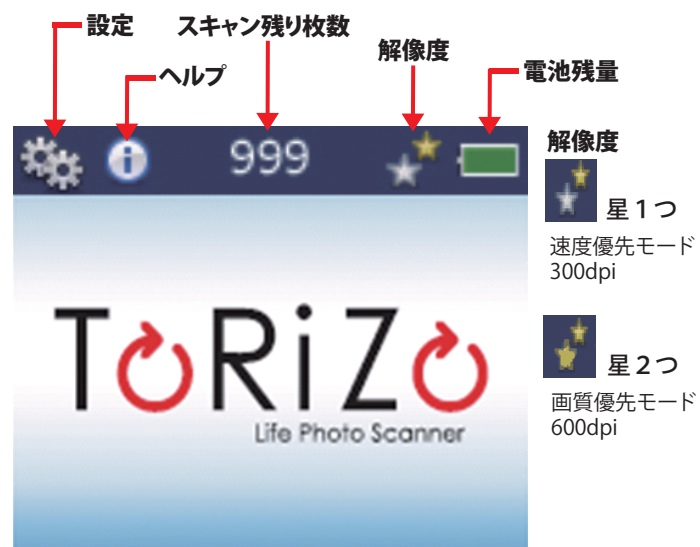 設定
スキャン残り枚数
解像度
ヘルプ
電池残量
999
解像度
星1つ
速度優先モード
300dpi
ToRiZo
Life Photo Scanner
星2つ
画質優先モード
600dpi